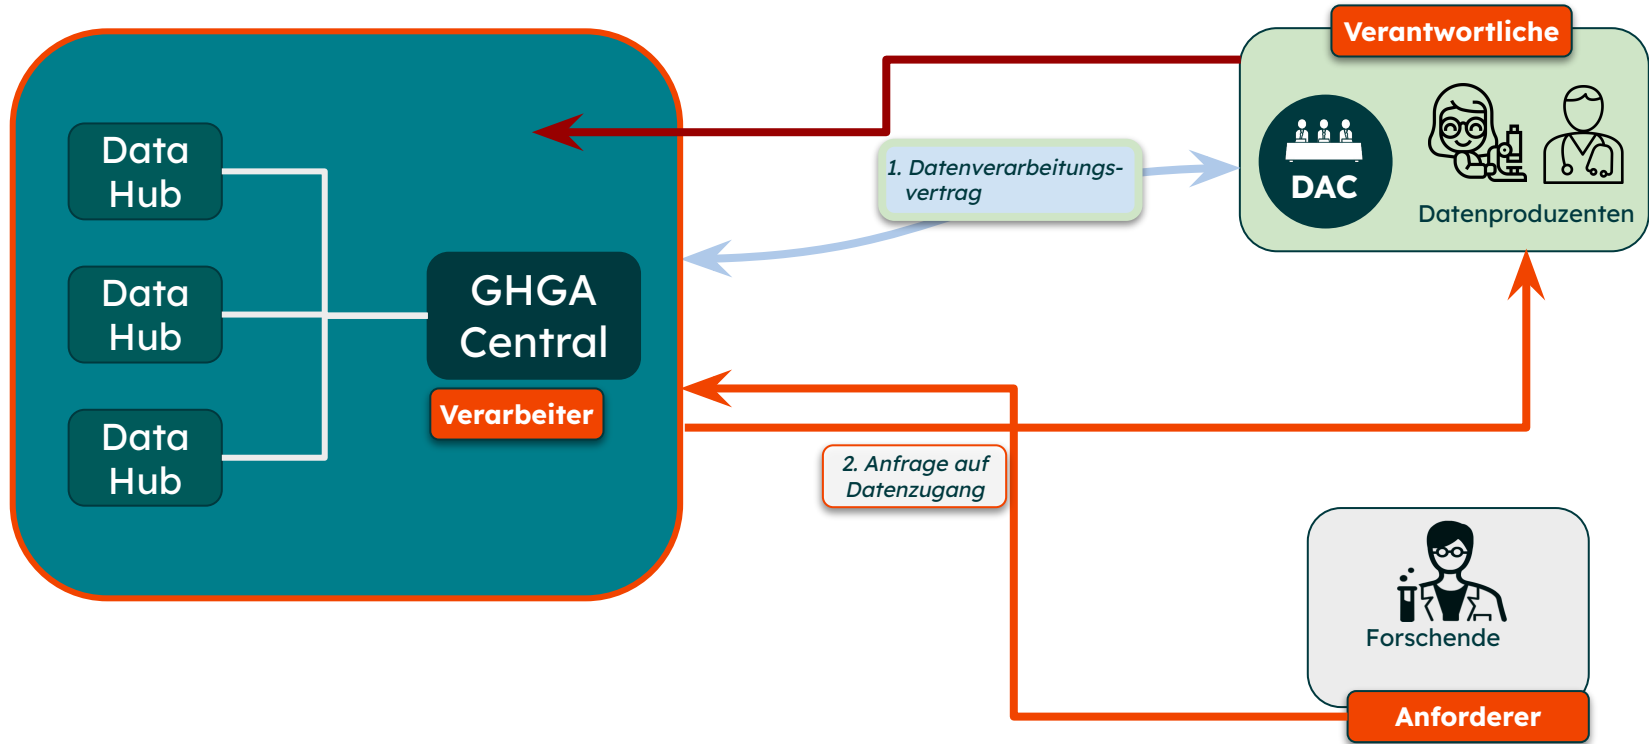 Verantwortliche
Data
Hub
1. Datenverarbeitungs-
vertrag
DAC
Datenproduzenten
Data
Hub
GHGA
Central
Verarbeiter
Data
Hub
2. Anfrage auf
Datenzugang
Forschende
Anforderer